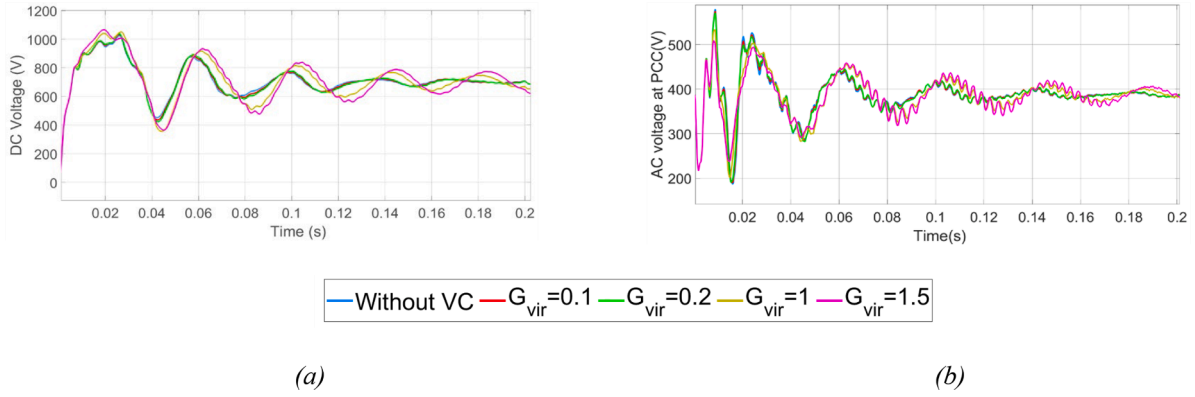 1200
1000
800
600
400
200
0
DC Voltage (V)
0.02 0.04 0.06 0.08 0.1 0.12 0.14 0.16 0.18 0.2
Time (s)
500
400
300
200
AC voltage at PCC(V)
0.02 0.04 0.06 0.08 0.1 0.12 0.14 0.16 0.18 0.2
Time(s)
Without VC G_vir=0.1 G_vir=0.2 G_vir=1 G_vir=1.5
(a) (b)